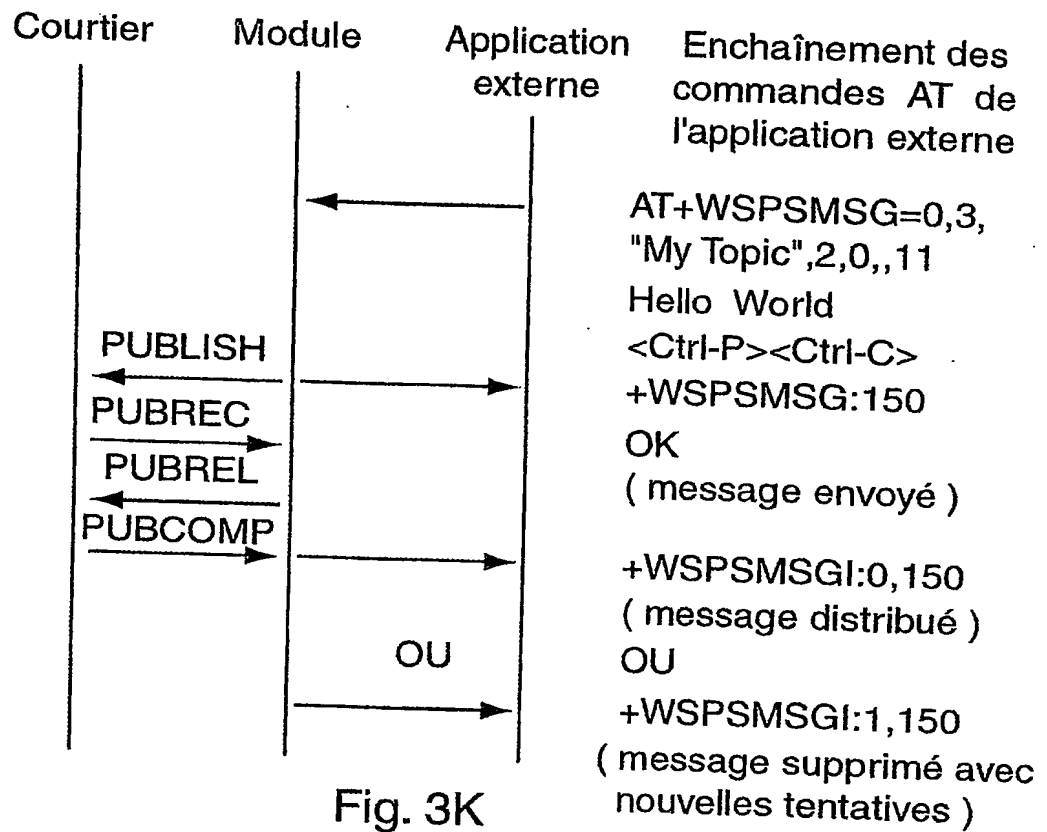 Courtier
Module
Application
externe
Enchaînement des
commandes AT de
l'application externe
AT+WSPSMSG=0,3,
"My Topic",2,0,,11
Hello World
<Ctrl-P><Ctrl-C>
PUBLISH
+WSPSMSG:150
PUBREC
OK
PUBREL
( message envoyé )
PUBCOMP
+WSPSMSGI:0,150
( message distribué )
OU
OU
+WSPSMSGI:1,150
( message supprimé avec
nouvelles tentatives )
Fig. 3K